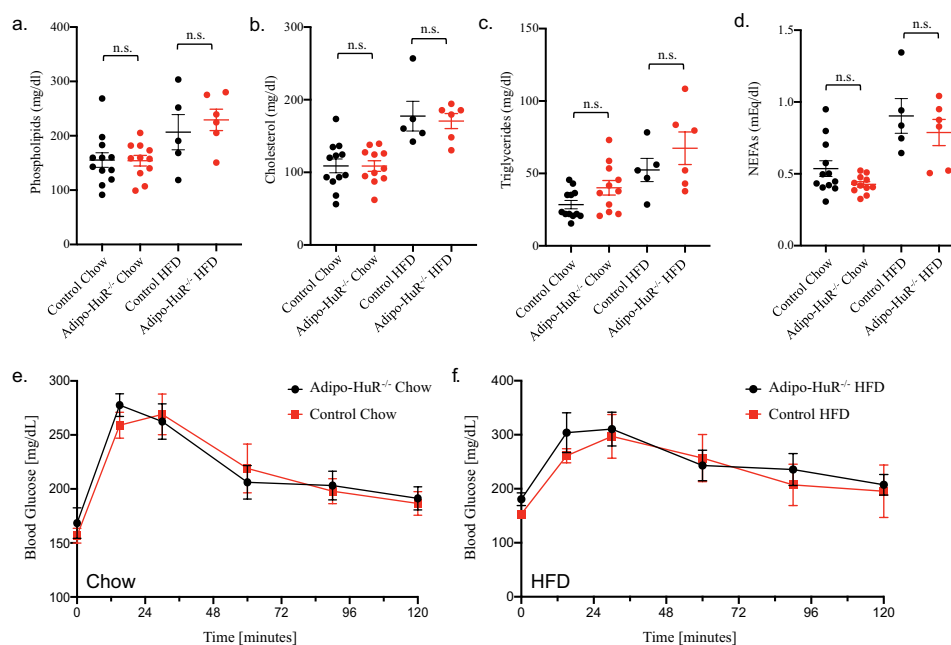 a.
n.s.
n.s.
Phospholipids (mg/dl)
400
300
200
100
0
Control Chow
Adipo-HuR⁻/⁻ Chow
Control HFD
Adipo-HuR⁻/⁻ HFD
b.
n.s.
n.s.
Cholesterol (mg/dl)
300
200
100
0
Control Chow
Adipo-HuR⁻/⁻ Chow
Control HFD
Adipo-HuR⁻/⁻ HFD
c.
n.s.
n.s.
Triglycerides (mg/dl)
150
100
50
0
Control Chow
Adipo-HuR⁻/⁻ Chow
Control HFD
Adipo-HuR⁻/⁻ HFD
d.
n.s.
n.s.
NEFAs (mEq/dl)
1.5
1.0
0.5
0.0
Control Chow
Adipo-HuR⁻/⁻ Chow
Control HFD
Adipo-HuR⁻/⁻ HFD
e.
Adipo-HuR⁻/⁻ Chow
Control Chow
Blood Glucose [mg/dL]
300
250
200
150
100
Chow
0
24
48
72
96
120
Time [minutes]
f.
Adipo-HuR⁻/⁻ HFD
Control HFD
Blood Glucose [mg/dL]
400
300
200
100
0
HFD
0
24
48
72
96
120
Time [minutes]